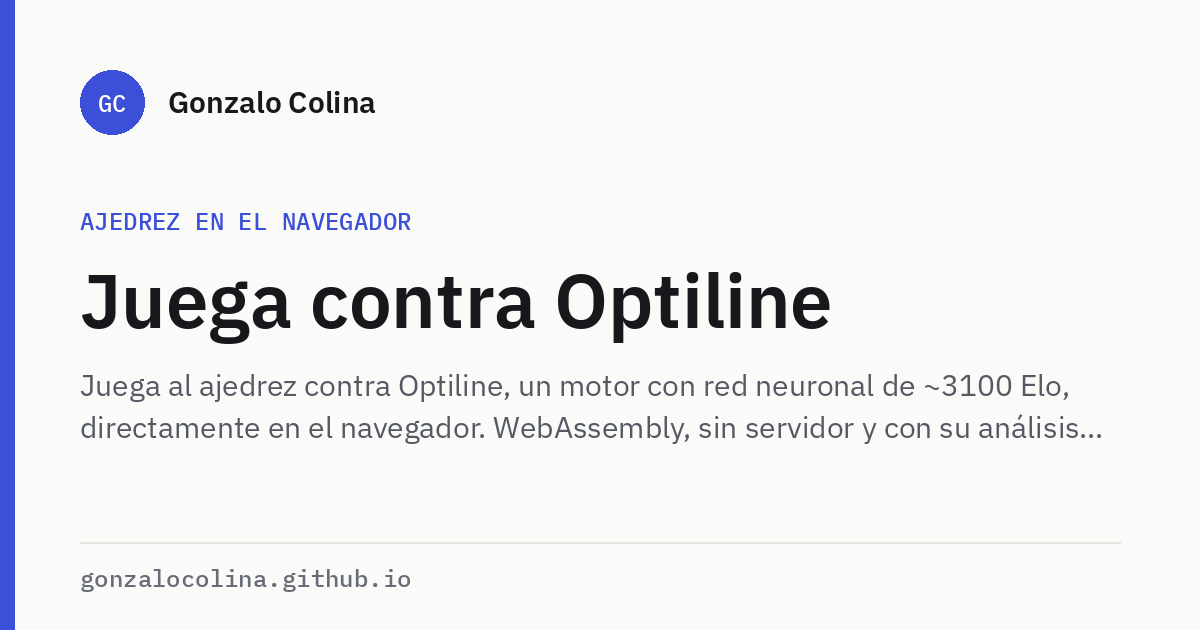 GC
Gonzalo Colina
AJEDREZ EN EL NAVEGADOR
Juega contra Optiline
Juega al ajedrez contra Optiline, un motor con red neuronal de ~3100 Elo,
directamente en el navegador. WebAssembly, sin servidor y con su análisis…
gonzalocolina.github.io